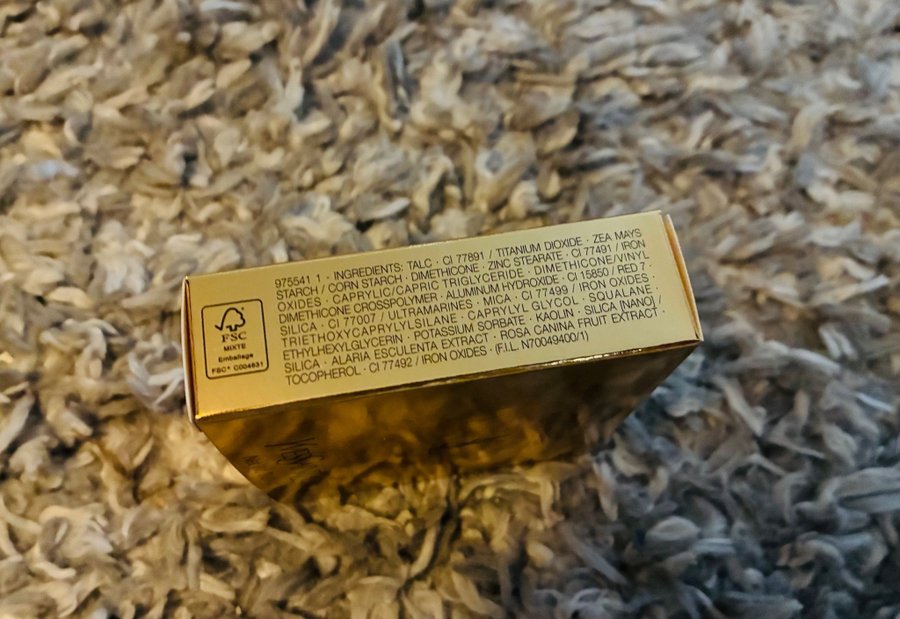 975541 1 · INGREDIENTS: TALC · CI 77891 / TITANIUM DIOXIDE · ZEA MAYS
STARCH / CORN STARCH · DIMETHICONE · ZINC STEARATE · CI 77491 / IRON
OXIDES · CAPRYLIC/CAPRIC TRIGLYCERIDE · DIMETHICONE/VINYL
DIMETHICONE CROSSPOLYMER · ALUMINUM HYDROXIDE · CI 15850 / RED 7 ·
SILICA · CI 77007 / ULTRAMARINES · MICA · CI 77499 / IRON OXIDES ·
TRIETHOXYCAPRYLYLSILANE · CAPRYLYL GLYCOL · SQUALANE ·
ETHYLHEXYLGLYCERIN · POTASSIUM SORBATE · KAOLIN · SILICA [NANO] /
SILICA · ALARIA ESCULENTA EXTRACT · ROSA CANINA FRUIT EXTRACT ·
TOCOPHEROL · CI 77492 / IRON OXIDES · (F.I.L. N70049400/1)
FSC
MIXTE
Emballage
FSC® C004831